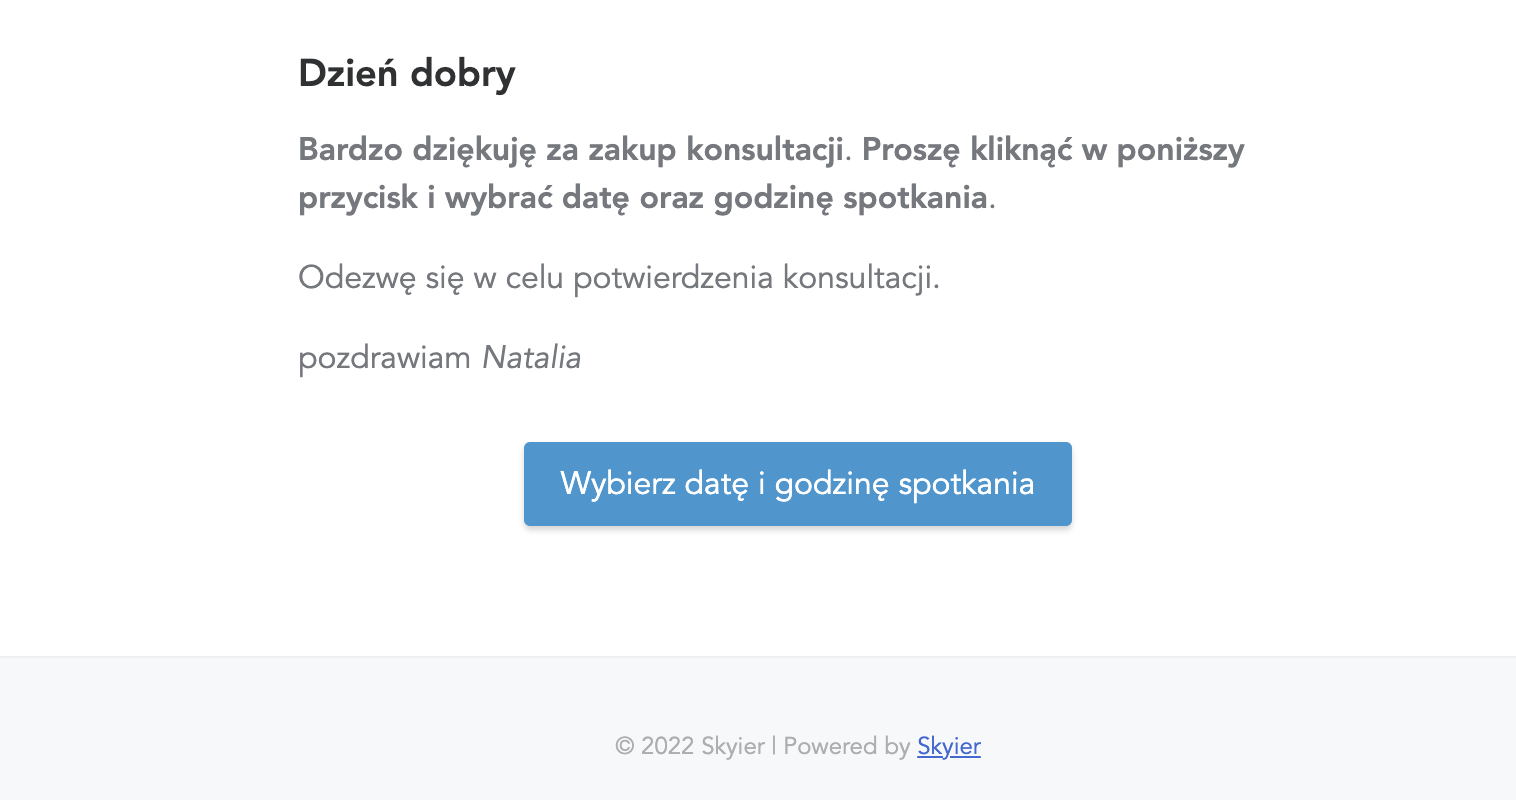 Dzień dobry
Bardzo dziękuję za zakup konsultacji. Proszę kliknąć w poniższy
przycisk i wybrać datę oraz godzinę spotkania.
Odezwę się w celu potwierdzenia konsultacji.
pozdrawiam Natalia
Wybierz datę i godzinę spotkania
© 2022 Skyier | Powered by Skyier